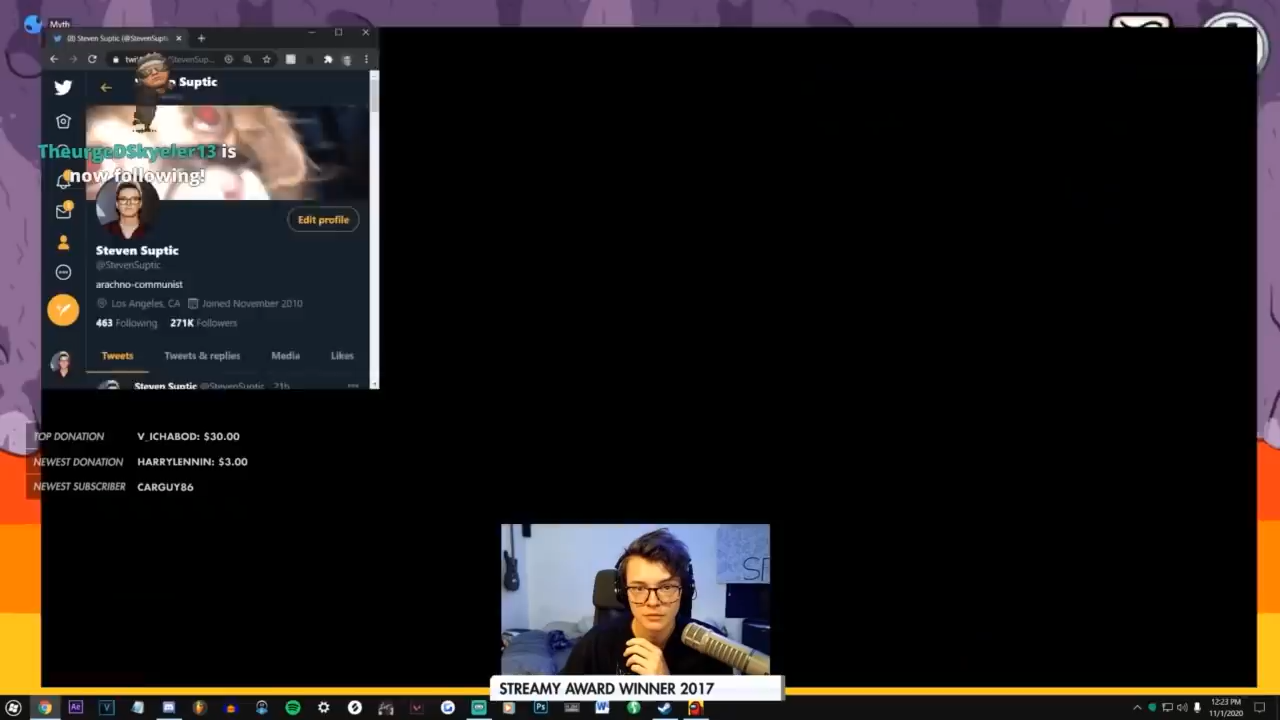 Myth
Steven Suptic (@StevenSupti
Suptic
TheurgeDSkyeler13 is
now following!
Edit profile
Steven Suptic
@StevenSuptic
arachno-communist
Los Angeles, CA Joined November 2010
463 Following 271K Followers
Tweets Tweets & replies Media Likes
Steven Suptic @StevenSuptic 21h
TOP DONATION V_ICHABOD: $30.00
NEWEST DONATION HARRYLENNIN: $3.00
NEWEST SUBSCRIBER CARGUY86
STREAMY AWARD WINNER 2017
12:23 PM
11/1/2020